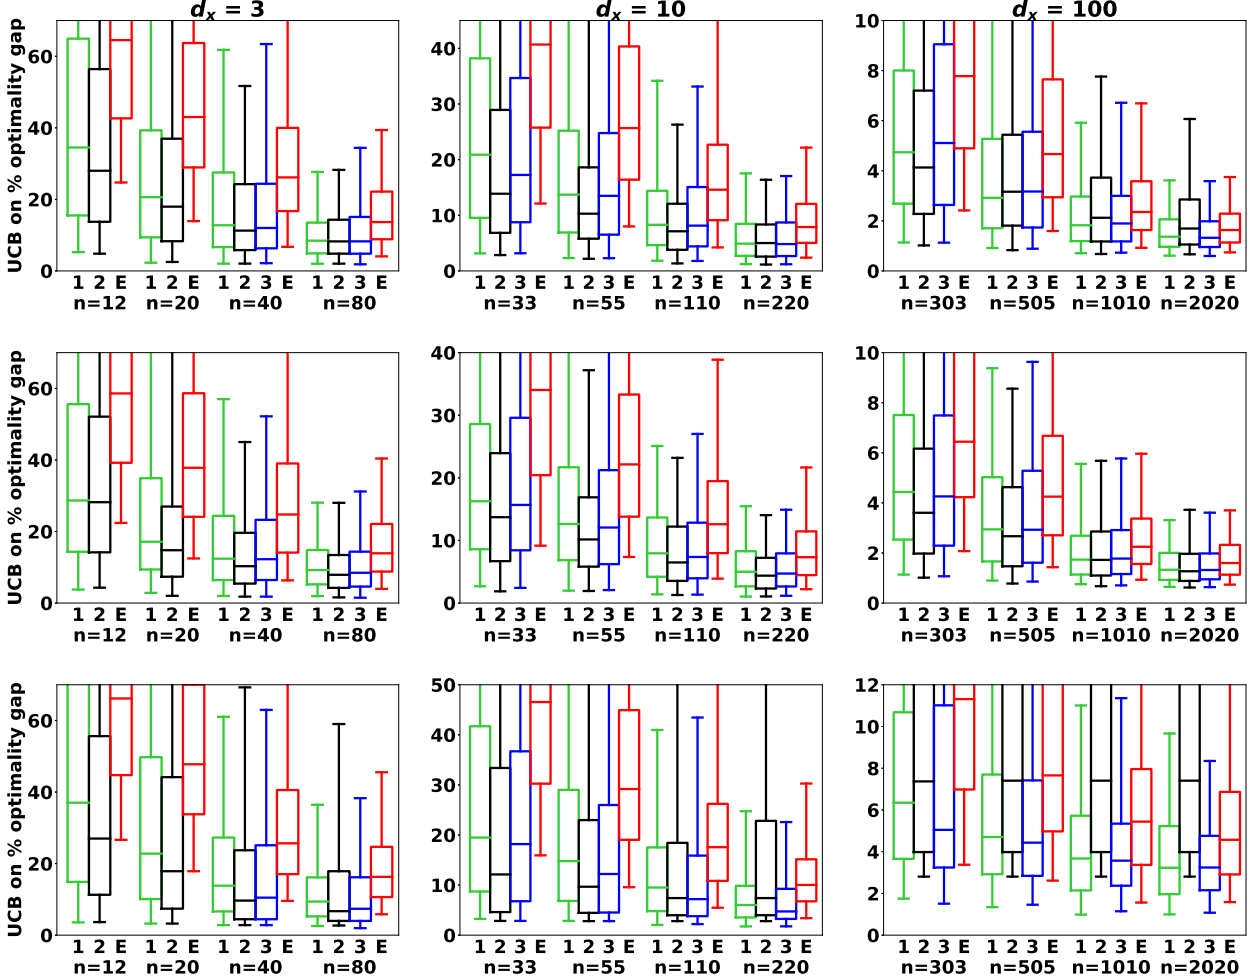 d_x = 3 d_x = 10 d_x = 100
UCB on % optimality gap
60
40
20
0
1 2 E 1 2 E 1 2 3 E 1 2 3 E
n=12 n=20 n=40 n=80
40
30
20
10
0
1 2 3 E 1 2 3 E 1 2 3 E 1 2 3 E
n=33 n=55 n=110 n=220
10
8
6
4
2
0
1 2 3 E 1 2 3 E 1 2 3 E 1 2 3 E
n=303 n=505 n=1010 n=2020
UCB on % optimality gap
60
40
20
0
1 2 E 1 2 E 1 2 3 E 1 2 3 E
n=12 n=20 n=40 n=80
40
30
20
10
0
1 2 3 E 1 2 3 E 1 2 3 E 1 2 3 E
n=33 n=55 n=110 n=220
10
8
6
4
2
0
1 2 3 E 1 2 3 E 1 2 3 E 1 2 3 E
n=303 n=505 n=1010 n=2020
UCB on % optimality gap
60
40
20
0
1 2 E 1 2 E 1 2 3 E 1 2 3 E
n=12 n=20 n=40 n=80
50
40
30
20
10
0
1 2 3 E 1 2 3 E 1 2 3 E 1 2 3 E
n=33 n=55 n=110 n=220
12
10
8
6
4
2
0
1 2 3 E 1 2 3 E 1 2 3 E 1 2 3 E
n=303 n=505 n=1010 n=2020